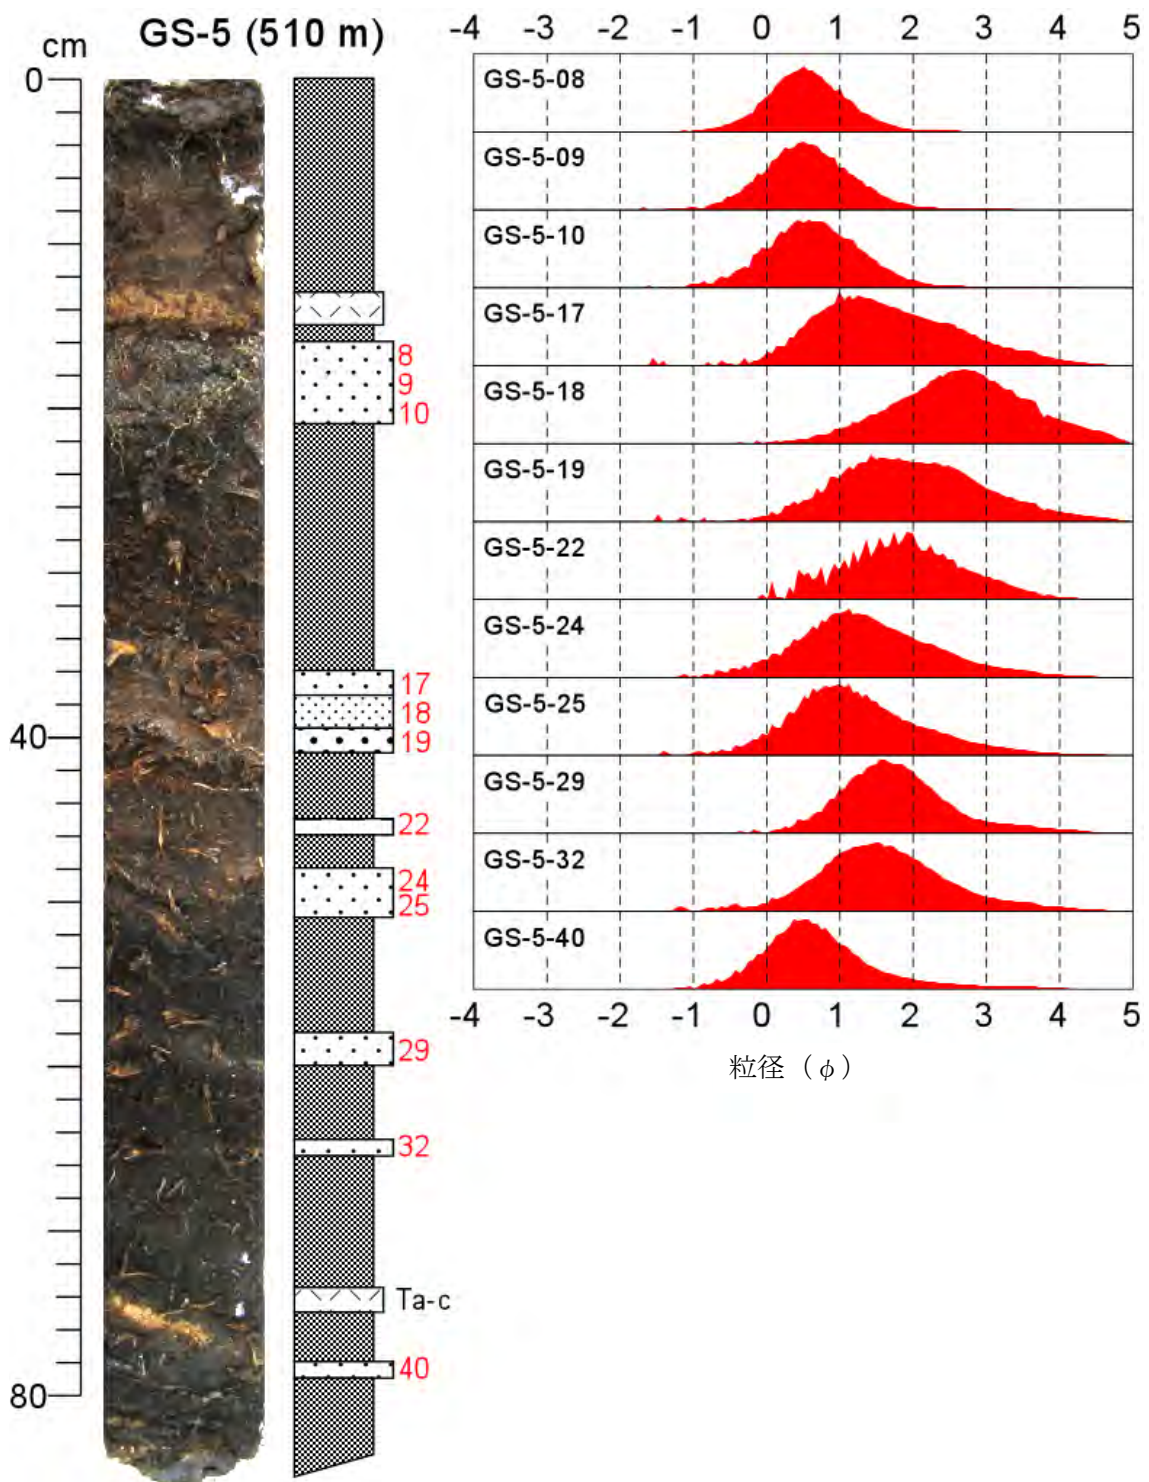 GS-5 (510 m)
cm
0
40
80
8
9
10
17
18
19
22
24
25
29
32
Ta-c
40
-4 -3 -2 -1 0 1 2 3 4 5
GS-5-08
GS-5-09
GS-5-10
GS-5-17
GS-5-18
GS-5-19
GS-5-22
GS-5-24
GS-5-25
GS-5-29
GS-5-32
GS-5-40
-4 -3 -2 -1 0 1 2 3 4 5
粒径（φ）